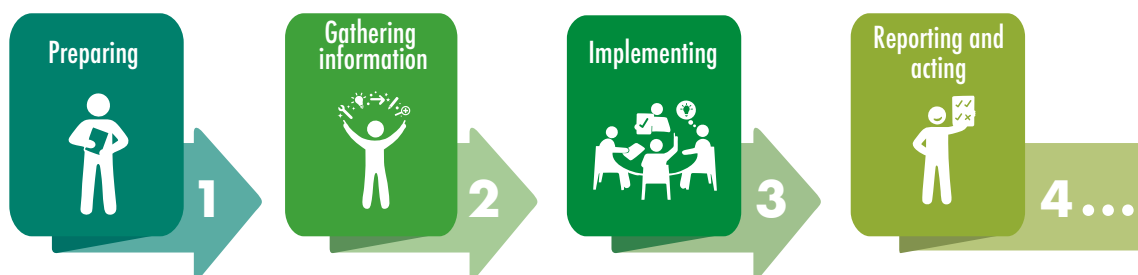 Preparing
1
Gathering
information
2
Implementing
3
Reporting and
acting
4...